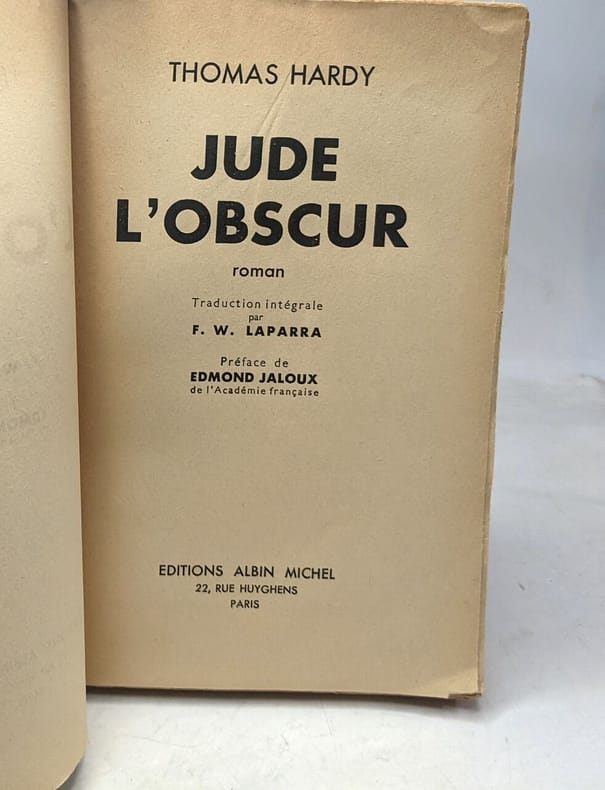 THOMAS HARDY
JUDE
L'OBSCUR
roman
Traduction intégrale
par
F. W. LAPARRA
Préface de
EDMOND JALOUX
de l'Académie française
EDITIONS ALBIN MICHEL
22, RUE HUYGHENS
PARIS